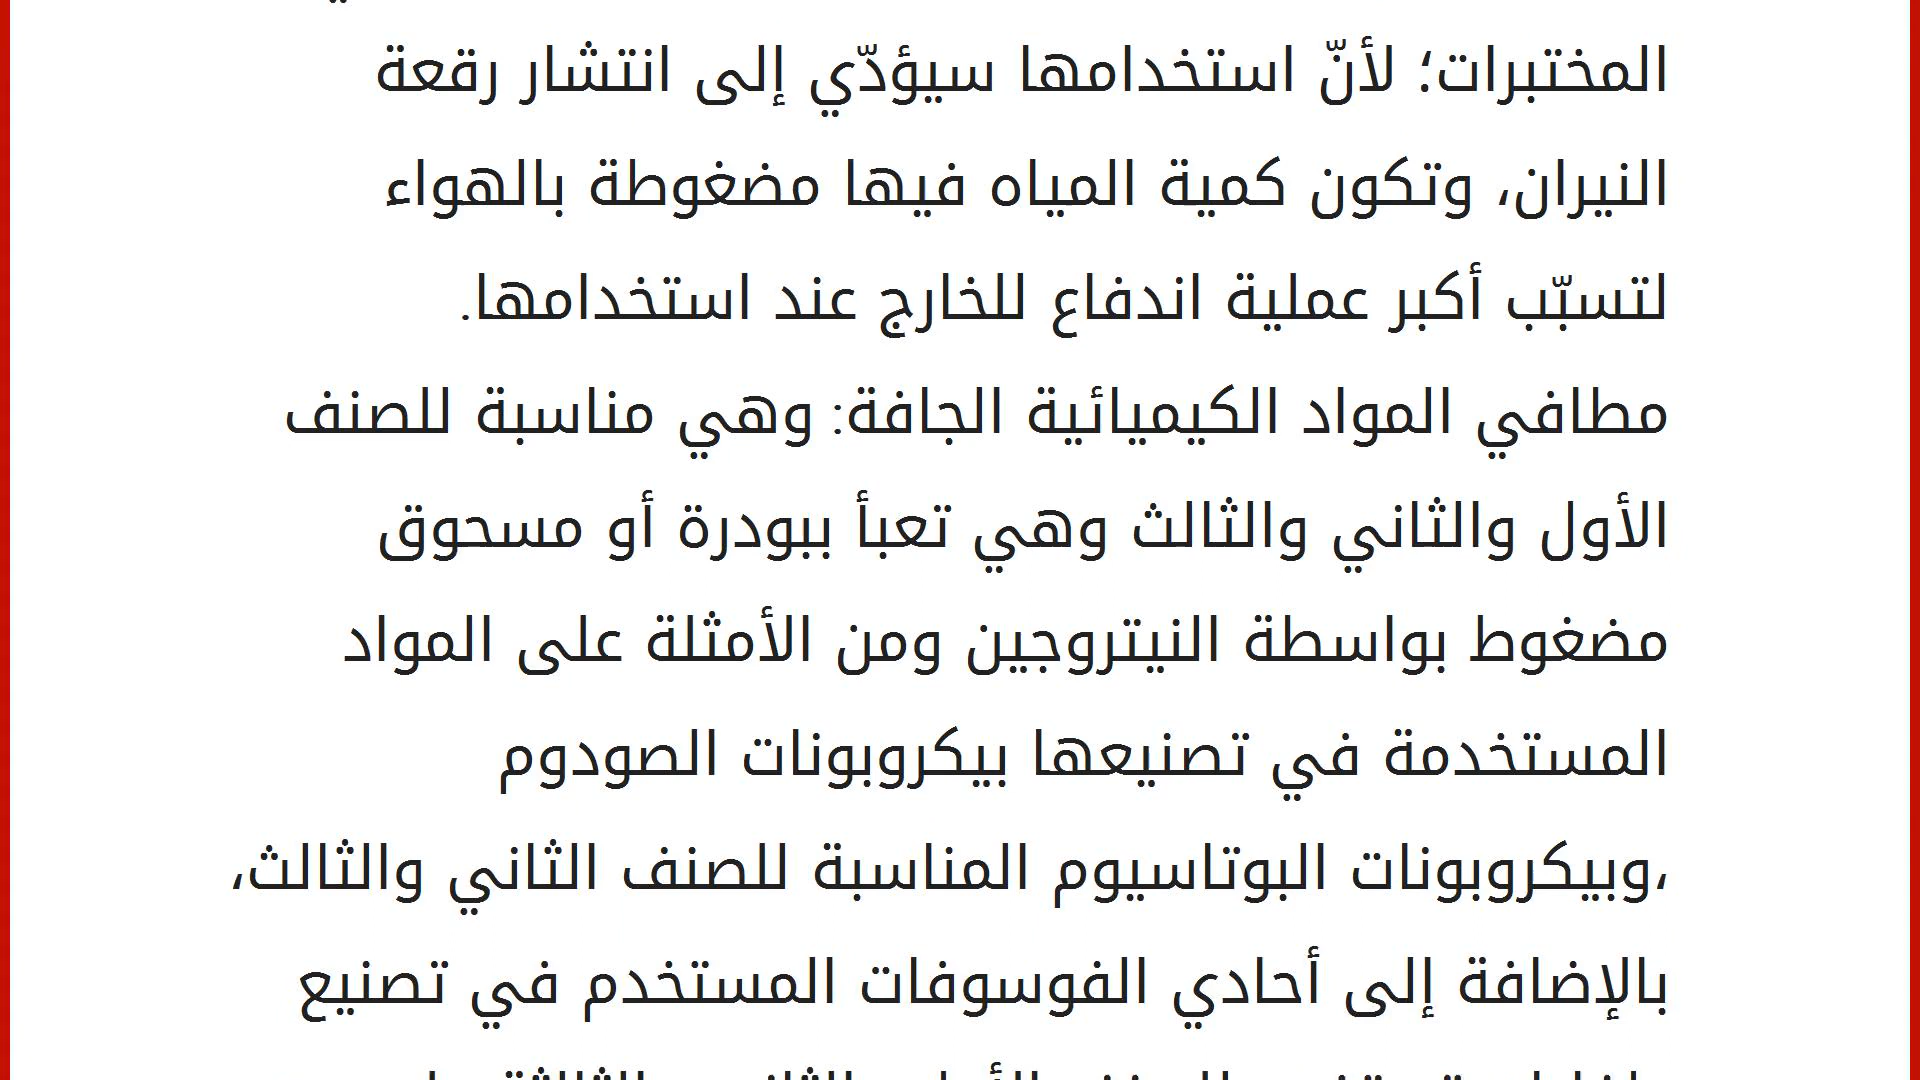 المختبرات؛ لأنّ استخدامها سيؤدّي إلى انتشار رقعة
النيران، وتكون كمية المياه فيها مضغوطة بالهواء
لتسبّب أكبر عملية اندفاع للخارج عند استخدامها.
مطافي المواد الكيميائية الجافة: وهي مناسبة للصنف
الأول والثاني والثالث وهي تعبأ ببودرة أو مسحوق
مضغوط بواسطة النيتروجين ومن الأمثلة على المواد
المستخدمة في تصنيعها بيكروبونات الصودوم
،وبيكروبونات البوتاسيوم المناسبة للصنف الثاني والثالث،
بالإضافة إلى أحادي الفوسوفات المستخدم في تصنيع